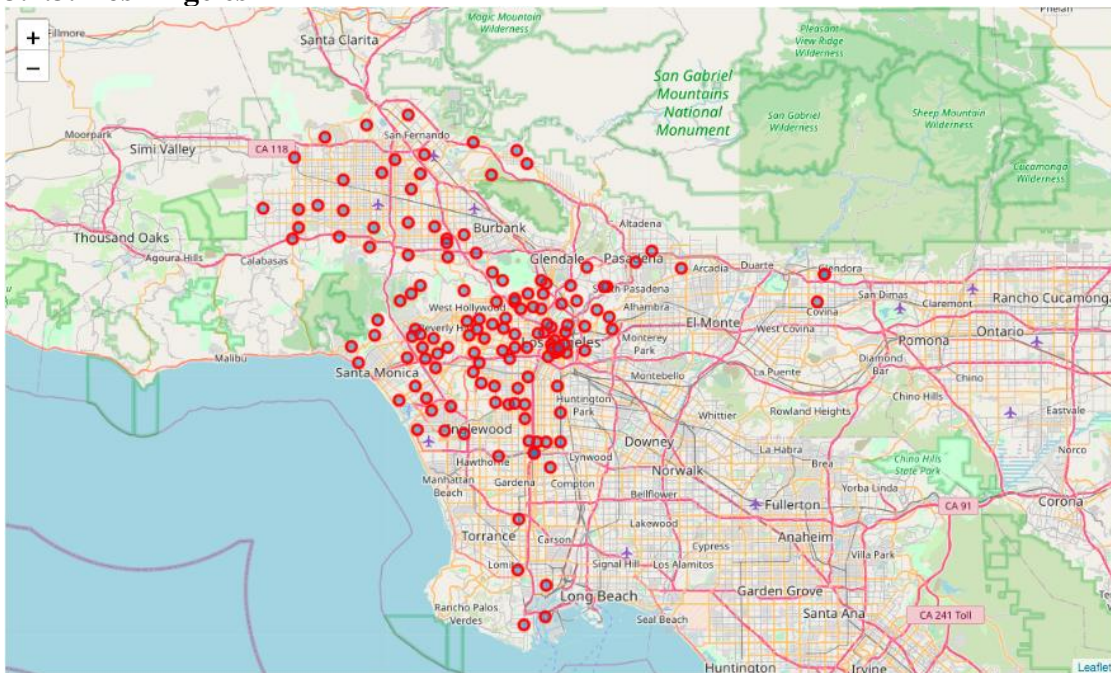 +
−
Fillmore
Santa Clarita
Magic Mountain
Wilderness
Pleasant
View Ridge
Wilderness
Phelan
San Gabriel
Mountains
National
Monument
San Gabriel
Wilderness
Sheep Mountain
Wilderness
Cucamonga
Wilderness
Moorpark
Simi Valley
CA 118
San Fernando
Thousand Oaks
Agoura Hills
Calabasas
Burbank
Altadena
Glendale
Pasadena
Arcadia
Duarte
Glendora
San Dimas
Claremont
Rancho Cucamonga
South Pasadena
Alhambra
West Hollywood
El Monte
West Covina
Covina
Pomona
Ontario
Monterey
Park
Malibu
Santa Monica
Montebello
La Puente
Diamond
Bar
Chino
Rowland Heights
Chino Hills
Eastvale
Whittier
Huntington
Park
Downey
La Habra
Brea
Chino Hills
State Park
Norco
Hawthorne
Lynwood
Norwalk
Manhattan
Beach
Gardena
Compton
Bellflower
Fullerton
Yorba Linda
CA 91
Corona
Lakewood
Anaheim
Torrance
Carson
Cypress
Villa Park
Lomita
Signal Hill
Los Alamitos
Garden Grove
Long Beach
Rancho Palos
Verdes
Seal Beach
Santa Ana
CA 241 Toll
Huntington
Irvine
Leaflet